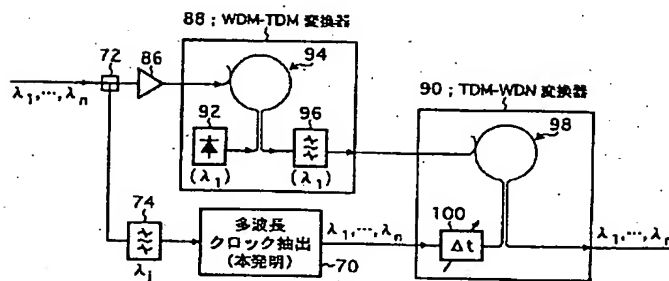 88 ; WDM-TDM 変換器
72
86
94
λ1,…,λn
90 ; TDM-WDN 変換器
92
96
98
(λ1)
(λ1)
74
多波長
クロック抽出
(本発明)
λ1,…,λn
100
Δt
λ1,…,λn
λi
70